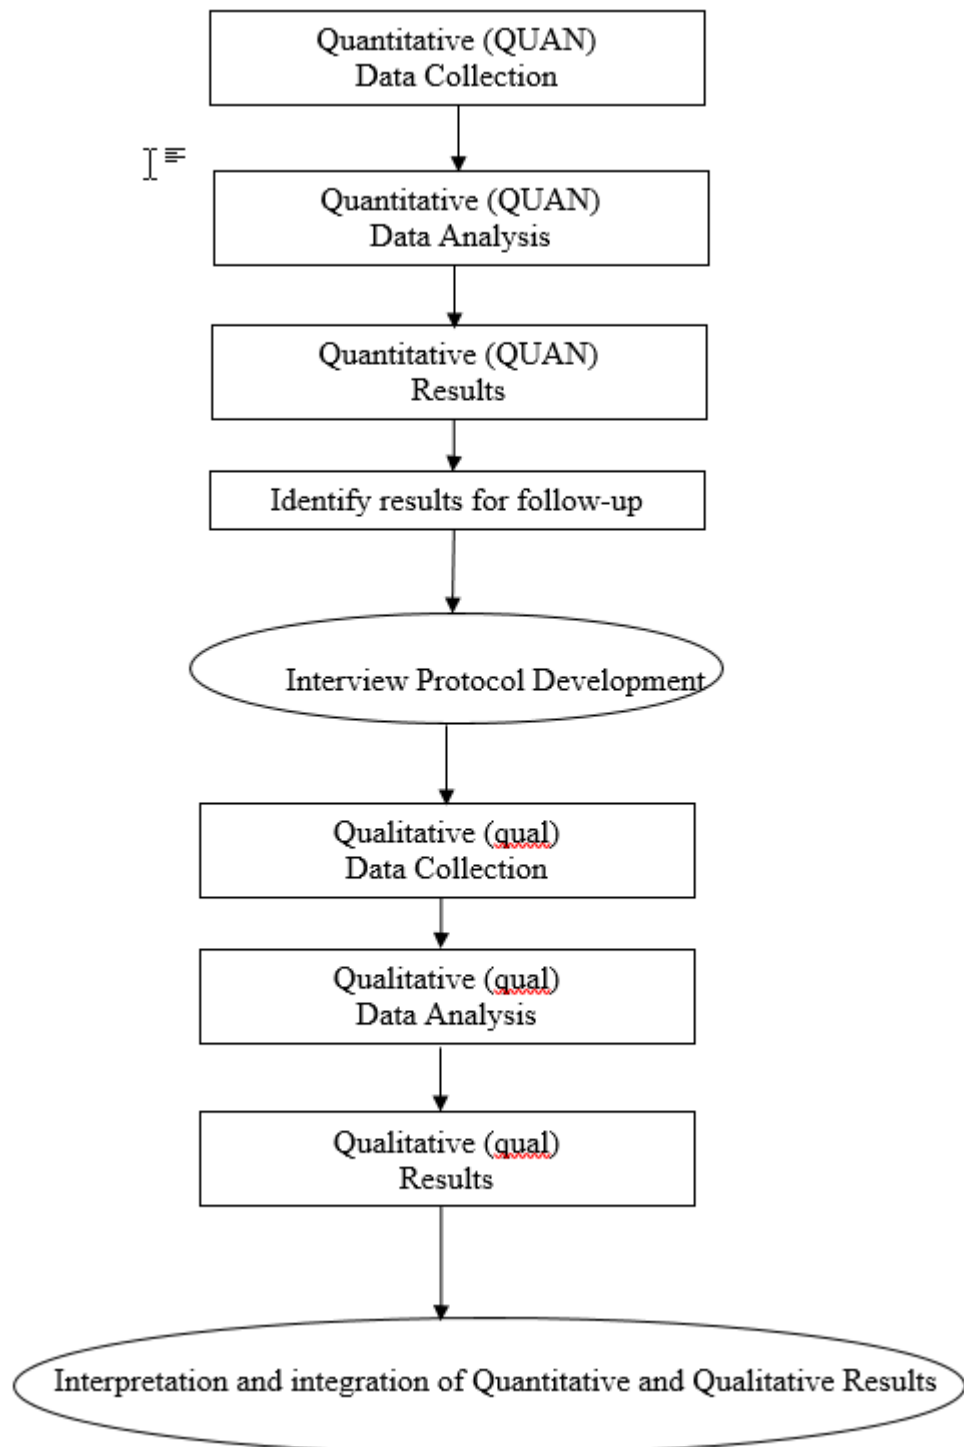 Quantitative (QUAN)
Data Collection
Quantitative (QUAN)
Data Analysis
Quantitative (QUAN)
Results
Identify results for follow-up
Interview Protocol Development
Qualitative (qual)
Data Collection
Qualitative (qual)
Data Analysis
Qualitative (qual)
Results
Interpretation and integration of Quantitative and Qualitative Results